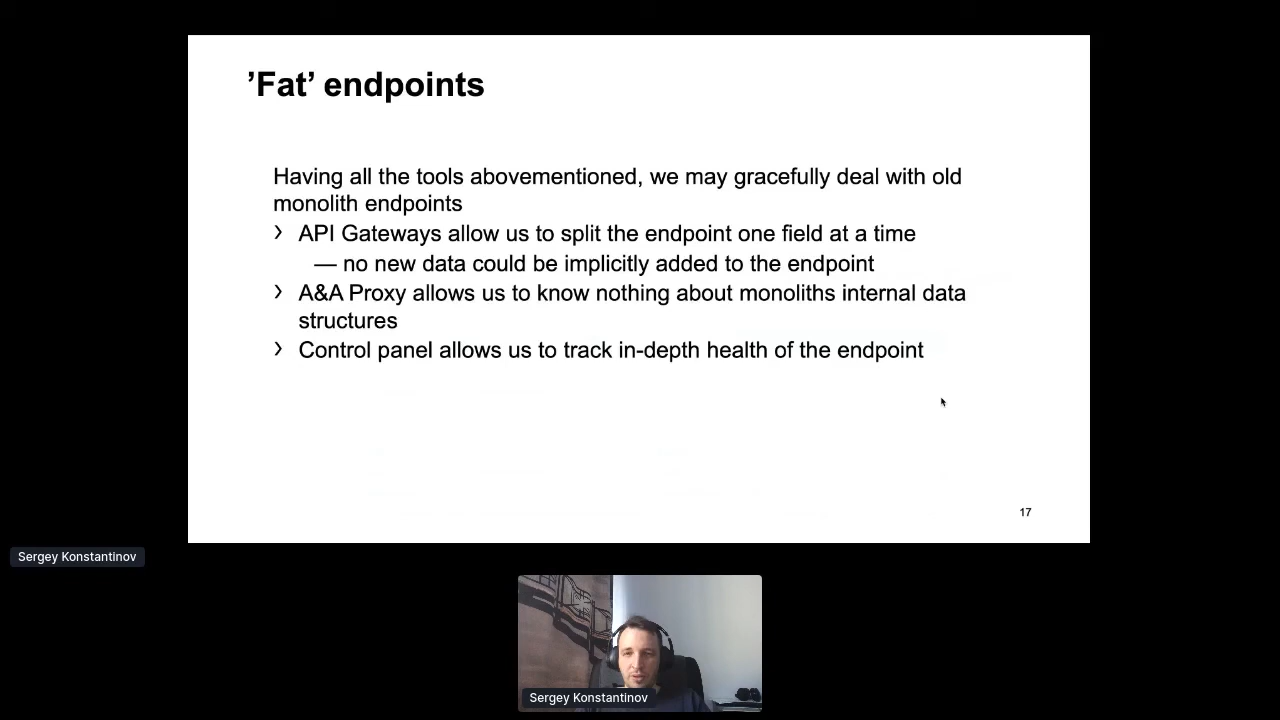 ’Fat’ endpoints
Having all the tools abovementioned, we may gracefully deal with old
monolith endpoints
› API Gateways allow us to split the endpoint one field at a time
— no new data could be implicitly added to the endpoint
› A&A Proxy allows us to know nothing about monoliths internal data
structures
› Control panel allows us to track in-depth health of the endpoint
17
Sergey Konstantinov
Sergey Konstantinov